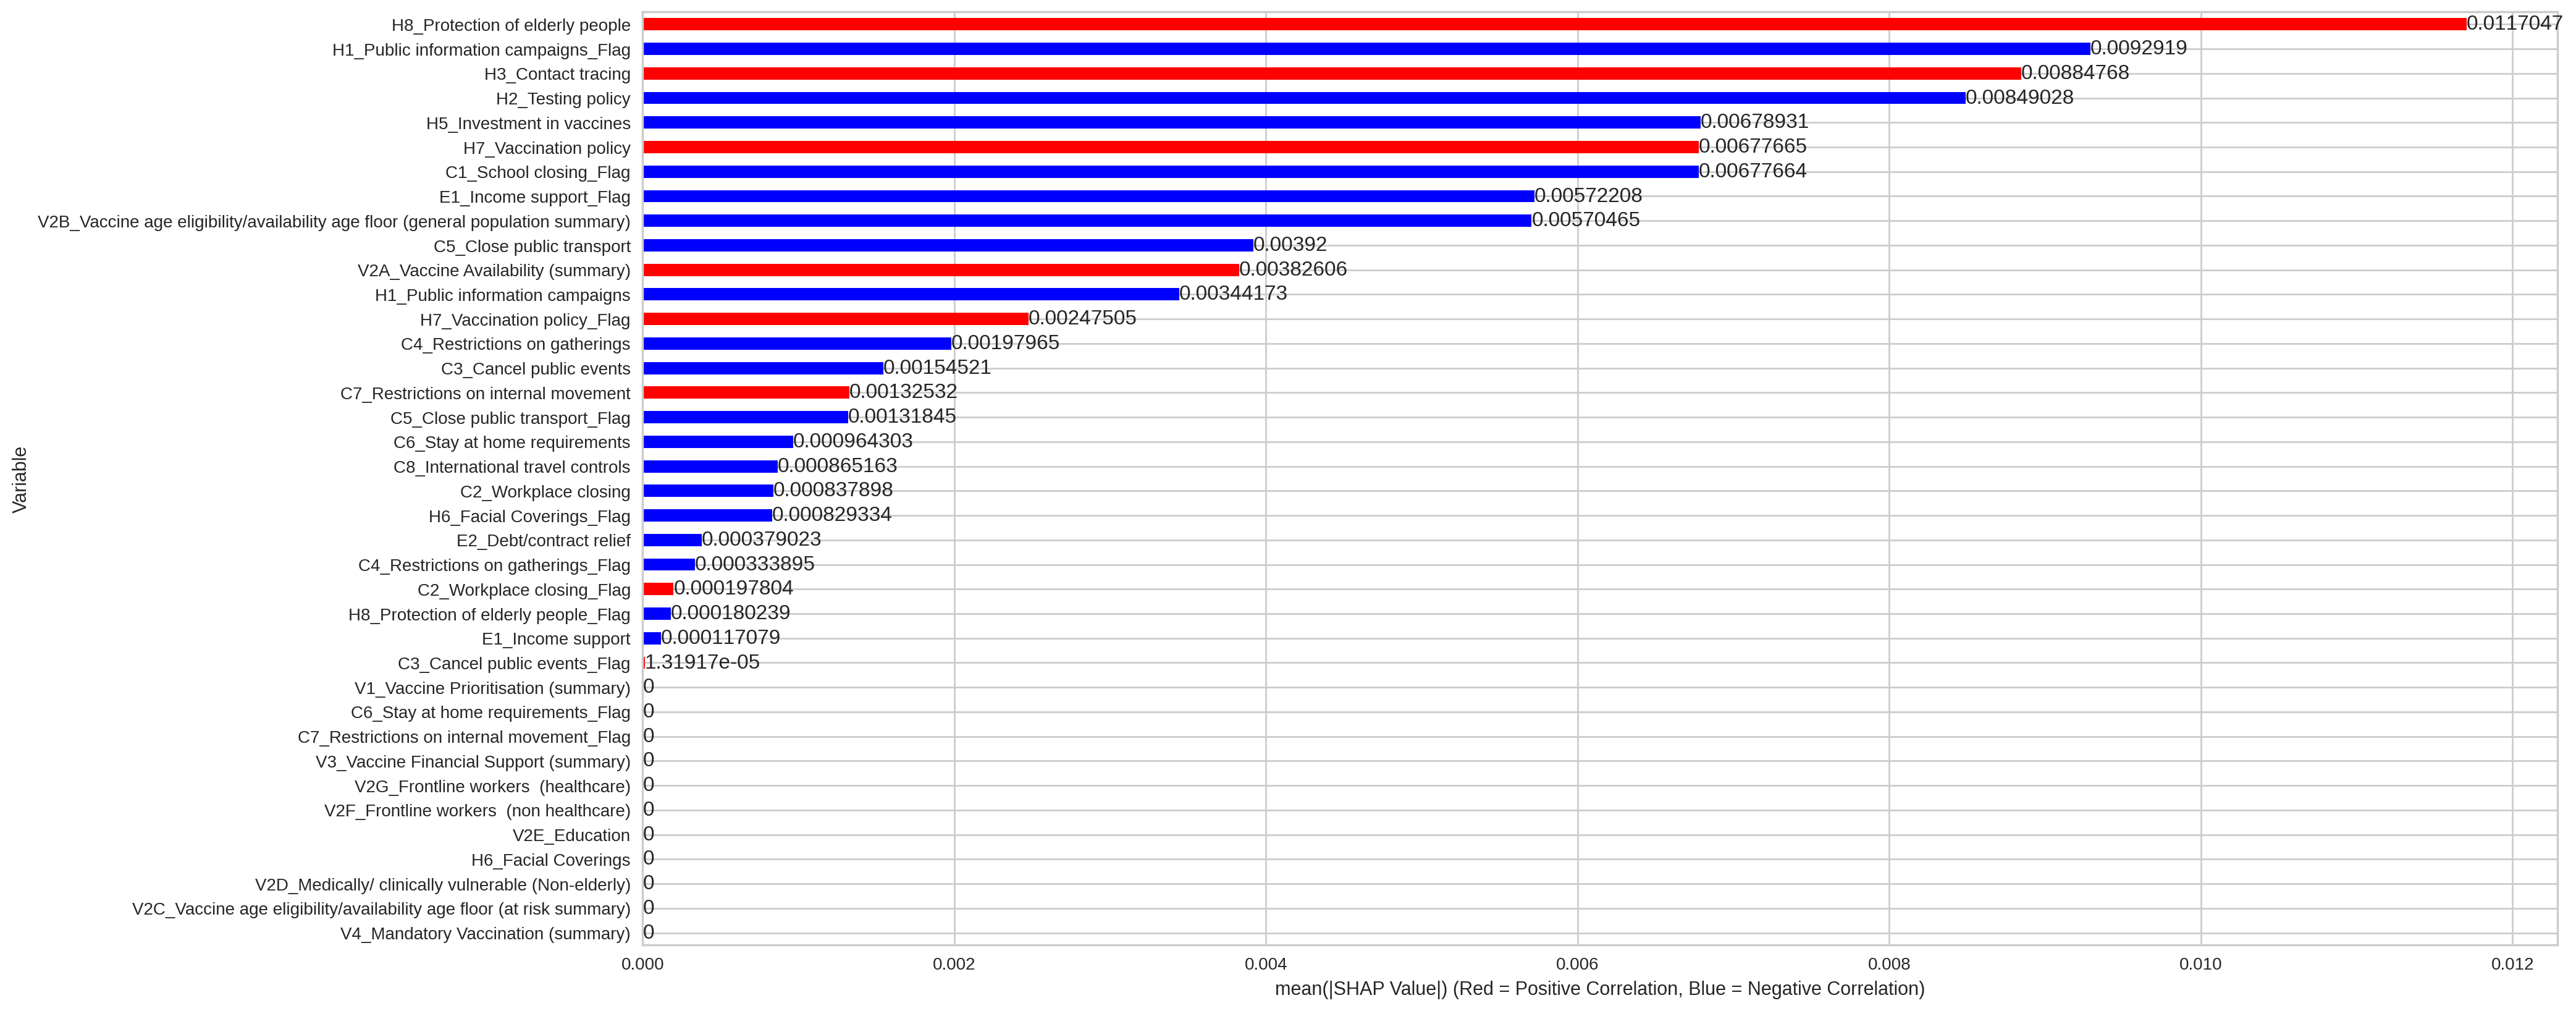 H8_Protection of elderly people 0.0117047
H1_Public information campaigns_Flag 0.0092919
H3_Contact tracing 0.00884768
H2_Testing policy 0.00849028
H5_Investment in vaccines 0.00678931
H7_Vaccination policy 0.00677665
C1_School closing_Flag 0.00677664
E1_Income support_Flag 0.00572208
V2B_Vaccine age eligibility/availability age floor (general population summary) 0.00570465
C5_Close public transport 0.00392
V2A_Vaccine Availability (summary) 0.00382606
H1_Public information campaigns 0.00344173
H7_Vaccination policy_Flag 0.00247505
C4_Restrictions on gatherings 0.00197965
C3_Cancel public events 0.00154521
C7_Restrictions on internal movement 0.00132532
C5_Close public transport_Flag 0.00131845
C6_Stay at home requirements 0.000964303
C8_International travel controls 0.000865163
C2_Workplace closing 0.000837898
H6_Facial Coverings_Flag 0.000829334
E2_Debt/contract relief 0.000379023
C4_Restrictions on gatherings_Flag 0.000333895
C2_Workplace closing_Flag 0.000197804
H8_Protection of elderly people_Flag 0.000180239
E1_Income support 0.000117079
C3_Cancel public events_Flag 1.31917e-05
V1_Vaccine Prioritisation (summary) 0
C6_Stay at home requirements_Flag 0
C7_Restrictions on internal movement_Flag 0
V3_Vaccine Financial Support (summary) 0
V2G_Frontline workers  (healthcare) 0
V2F_Frontline workers  (non healthcare) 0
V2E_Education 0
H6_Facial Coverings 0
V2D_Medically/ clinically vulnerable (Non-elderly) 0
V2C_Vaccine age eligibility/availability age floor (at risk summary) 0
V4_Mandatory Vaccination (summary) 0
Variable
0.000 0.002 0.004 0.006 0.008 0.010 0.012
mean(|SHAP Value|) (Red = Positive Correlation, Blue = Negative Correlation)